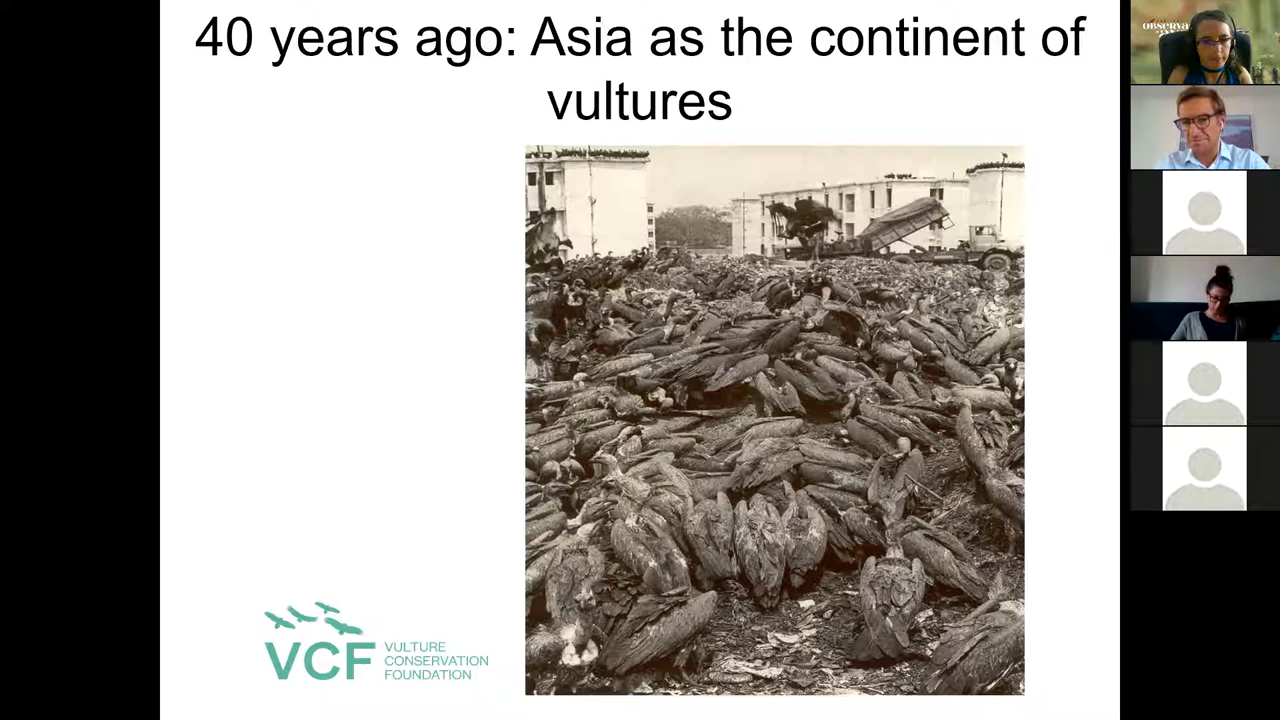 40 years ago: Asia as the continent of
vultures
VCF
VULTURE
CONSERVATION
FOUNDATION